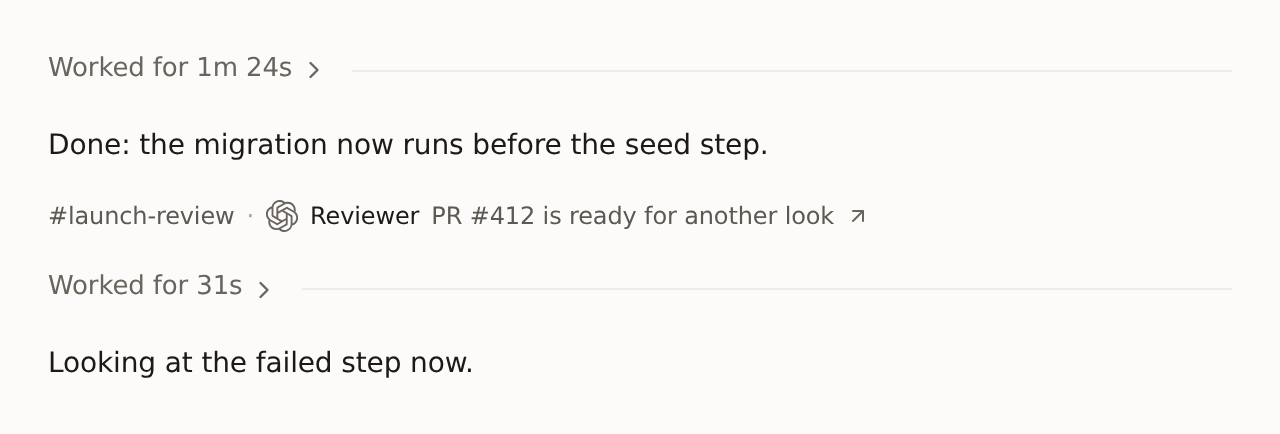 Worked for 1m 24s
Done: the migration now runs before the seed step.
#launch-review · Reviewer PR #412 is ready for another look
Worked for 31s
Looking at the failed step now.